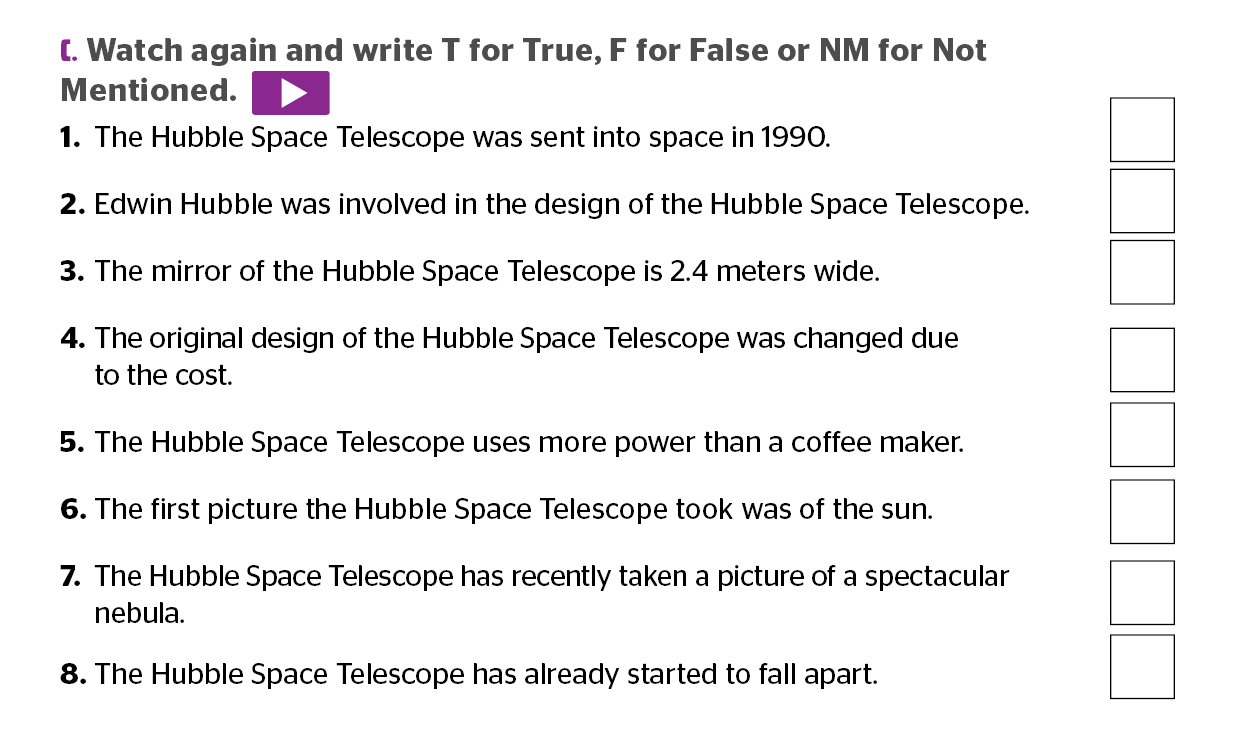 C. Watch again and write T for True, F for False or NM for Not
Mentioned.
1. The Hubble Space Telescope was sent into space in 1990.
2. Edwin Hubble was involved in the design of the Hubble Space Telescope.
3. The mirror of the Hubble Space Telescope is 2.4 meters wide.
4. The original design of the Hubble Space Telescope was changed due
to the cost.
5. The Hubble Space Telescope uses more power than a coffee maker.
6. The first picture the Hubble Space Telescope took was of the sun.
7. The Hubble Space Telescope has recently taken a picture of a spectacular
nebula.
8. The Hubble Space Telescope has already started to fall apart.